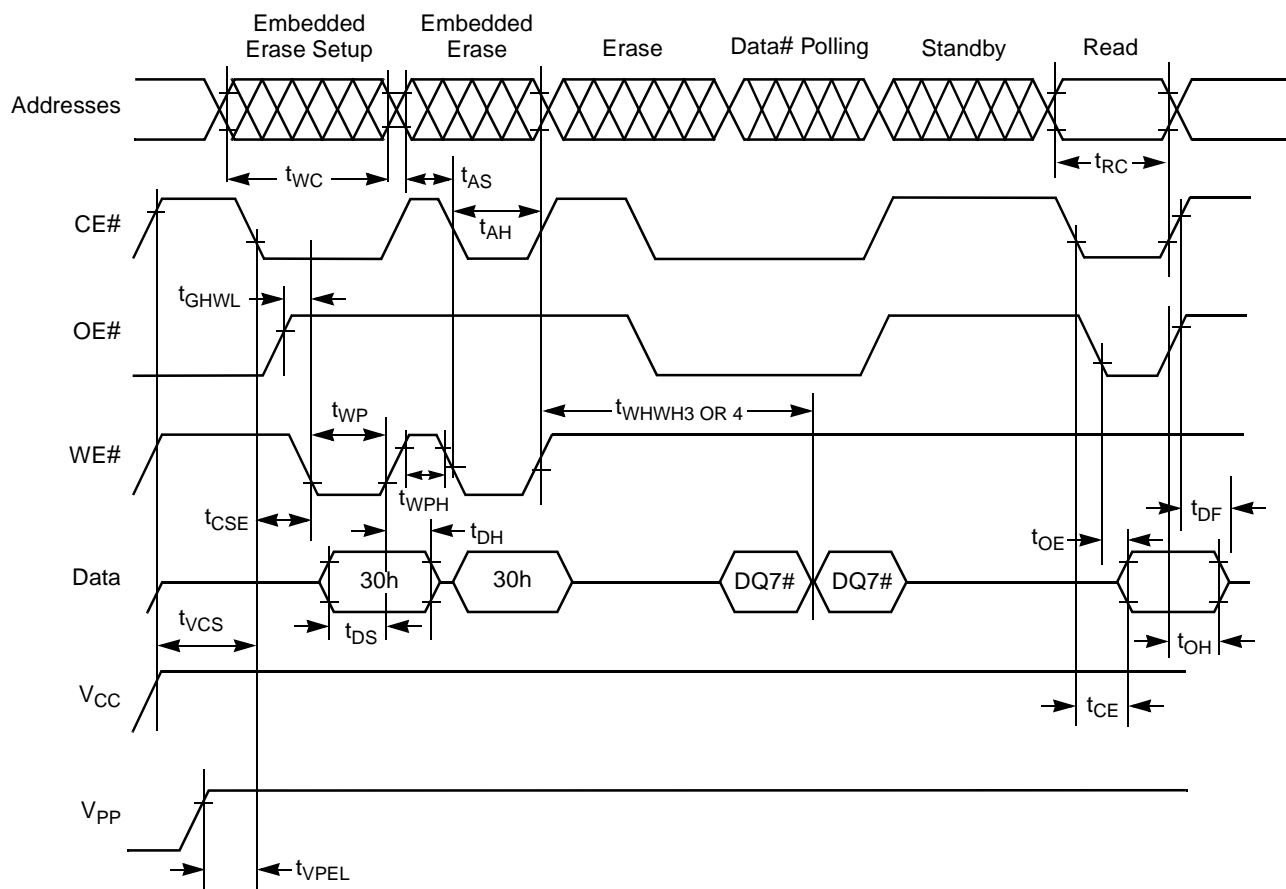 Embedded
Erase Setup
Embedded
Erase
Erase
Data# Polling
Standby
Read
Addresses
tWC
tAS
tRC
CE#
tAH
tGHWL
OE#
tWP
tWHWH3 OR 4
WE#
tWPH
tCSE
tDH
tDF
tOE
Data
30h
30h
DQ7#
DQ7#
tVCS
tDS
tOH
VCC
tCE
VPP
tVPEL